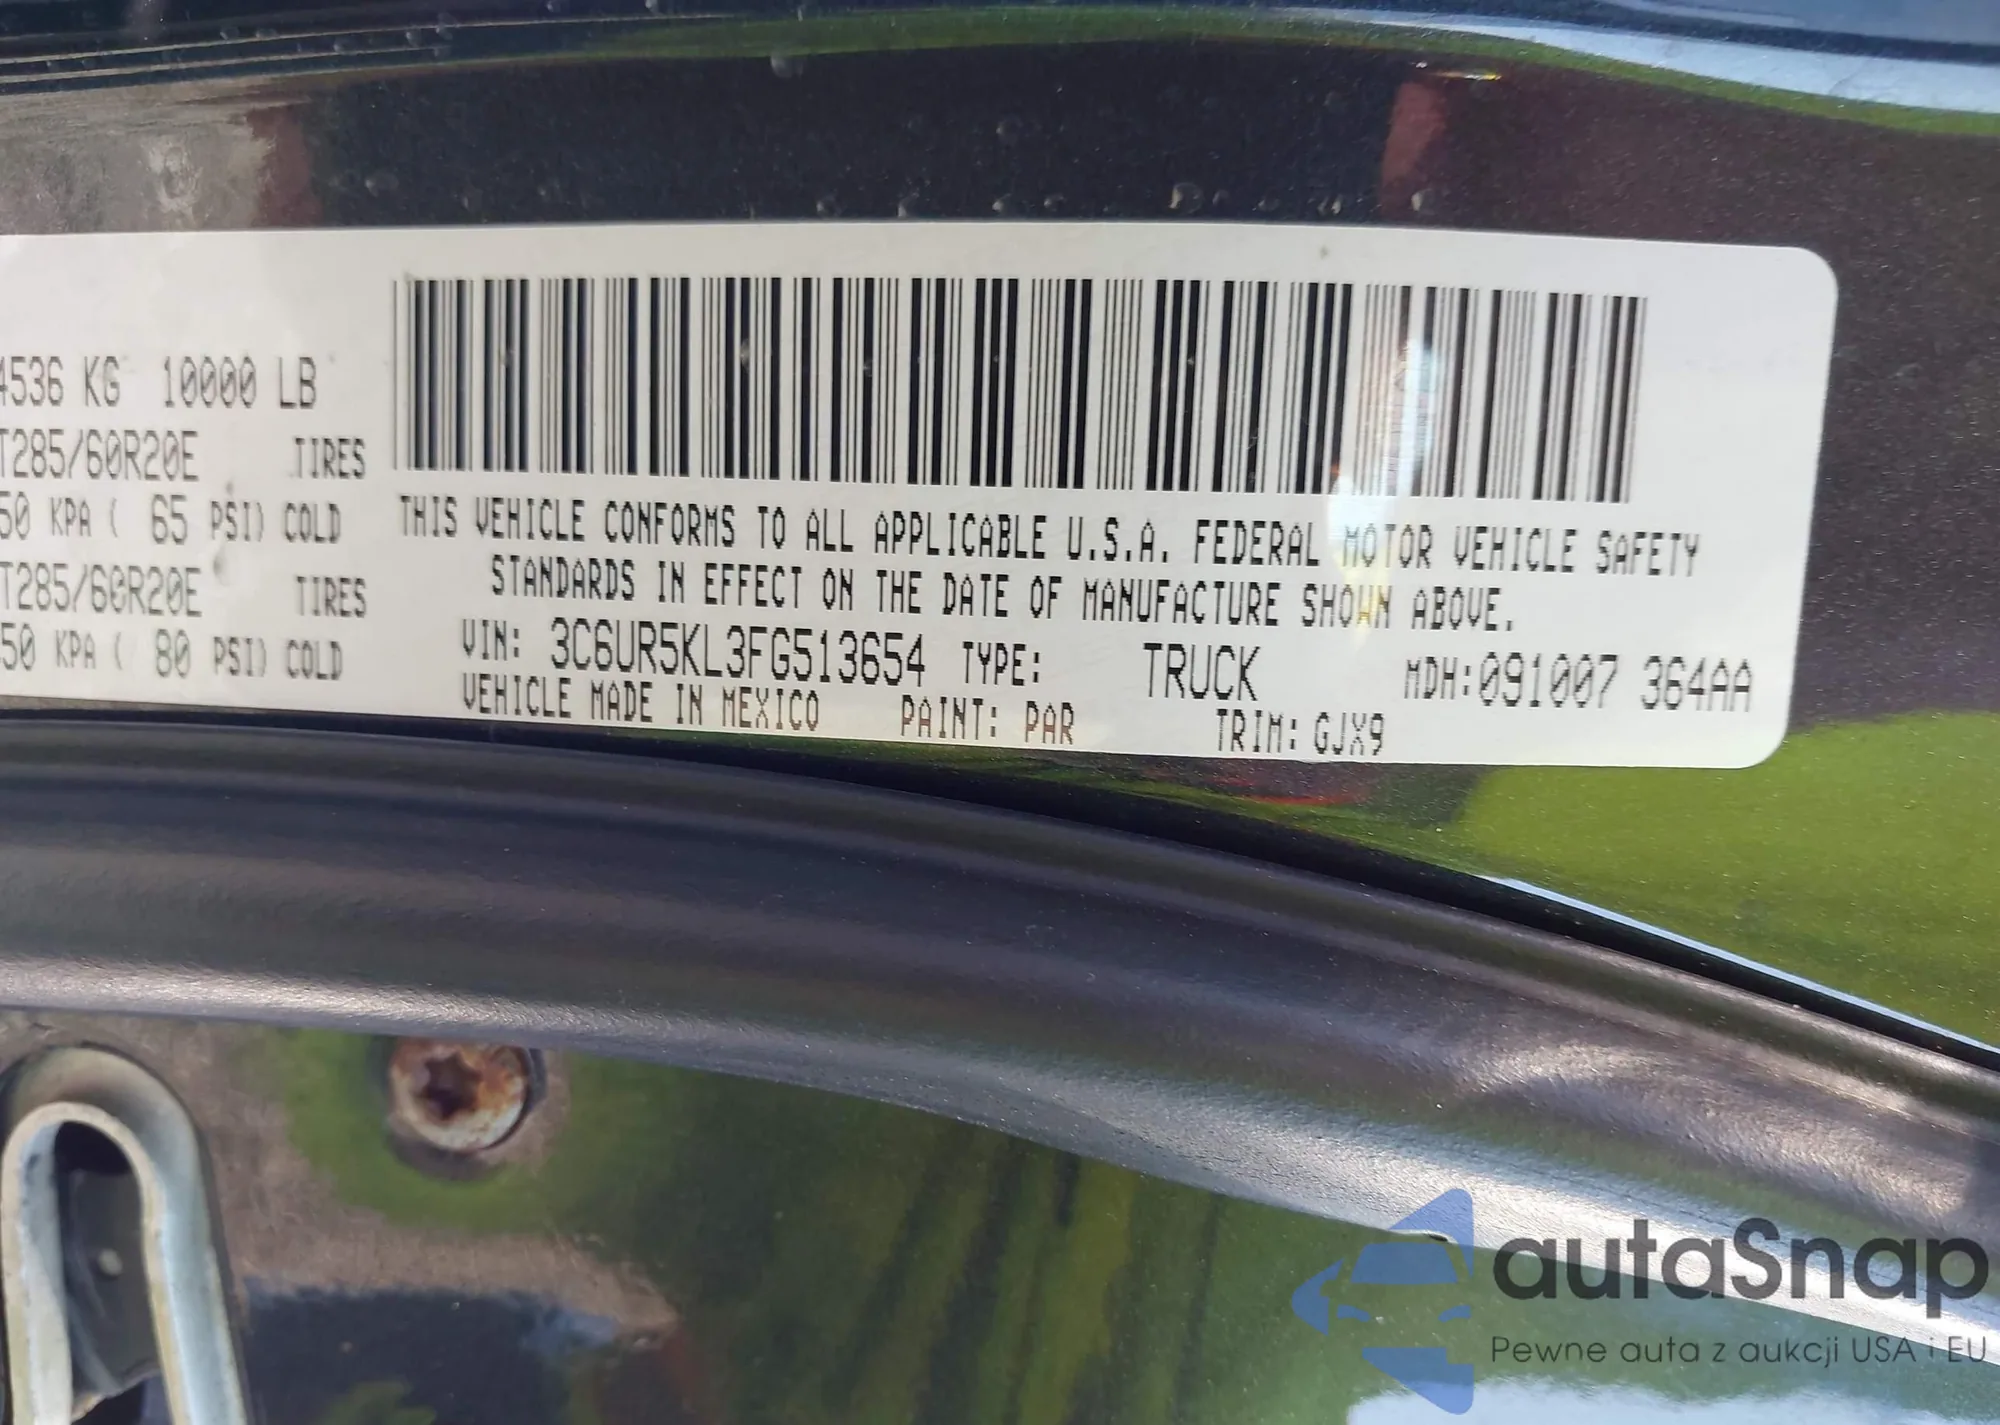 4536 KG 10000 LB
T285/60R20E TIRES
50 KPA ( 65 PSI) COLD
T285/60R20E TIRES
50 KPA ( 80 PSI) COLD
THIS VEHICLE CONFORMS TO ALL APPLICABLE U.S.A. FEDERAL MOTOR VEHICLE SAFETY
STANDARDS IN EFFECT ON THE DATE OF MANUFACTURE SHOWN ABOVE.
VIN: 3C6UR5KL3FG513654 TYPE: TRUCK MDH:091007 364AA
VEHICLE MADE IN MEXICO PAINT: PAR TRIM: GJX9
autaSnap
Pewne auta z aukcji USA i EU